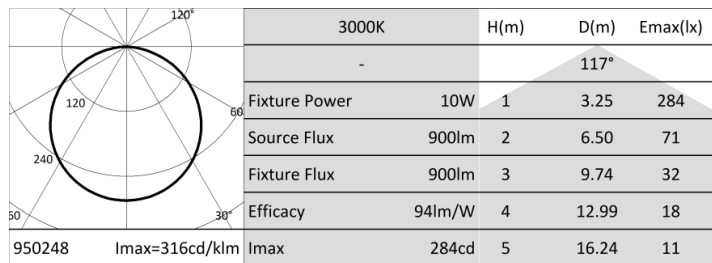 120°
120
60
240
60
30°
950248 Imax=316cd/klm
3000K H(m) D(m) Emax(lx)
- 117°
Fixture Power 10W 1 3.25 284
Source Flux 900lm 2 6.50 71
Fixture Flux 900lm 3 9.74 32
Efficacy 94lm/W 4 12.99 18
Imax 284cd 5 16.24 11